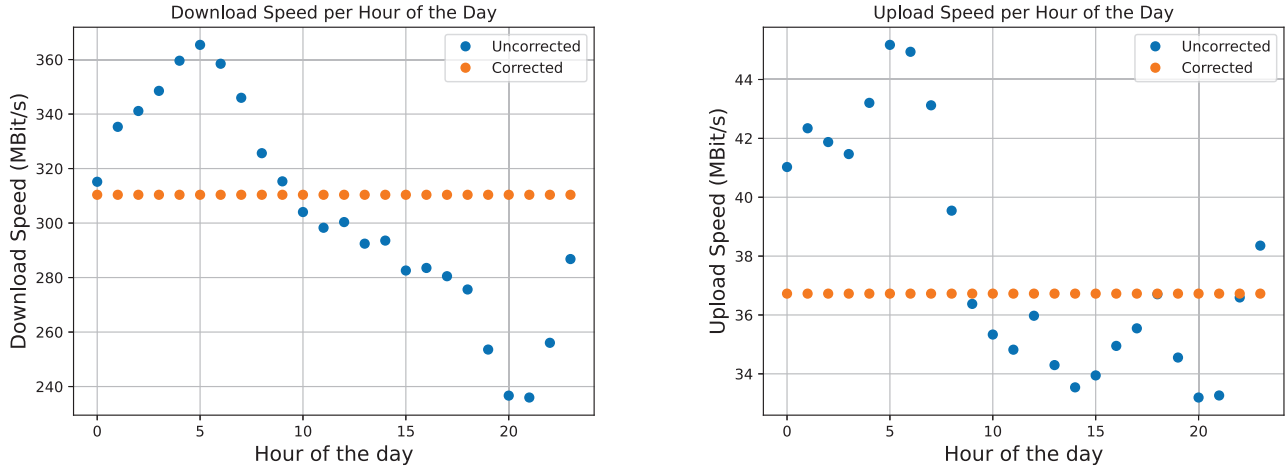 Download Speed per Hour of the Day
Uncorrected
Corrected
360
340
320
300
280
260
240
Download Speed (MBit/s)
0 5 10 15 20
Hour of the day
Upload Speed per Hour of the Day
Uncorrected
Corrected
44
42
40
38
36
34
Upload Speed (MBit/s)
0 5 10 15 20
Hour of the day